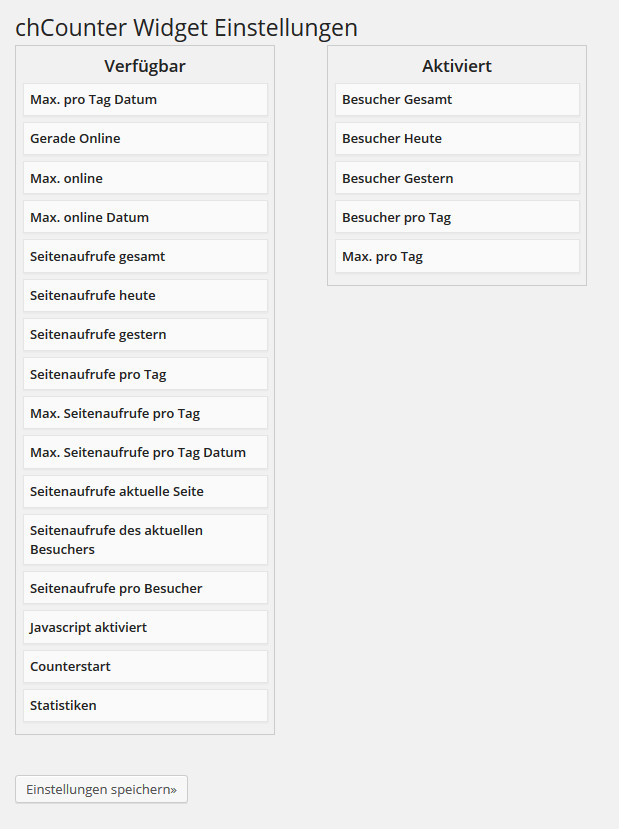 chCounter Widget Einstellungen
Verfügbar
Max. pro Tag Datum
Gerade Online
Max. online
Max. online Datum
Seitenaufrufe gesamt
Seitenaufrufe heute
Seitenaufrufe gestern
Seitenaufrufe pro Tag
Max. Seitenaufrufe pro Tag
Max. Seitenaufrufe pro Tag Datum
Seitenaufrufe aktuelle Seite
Seitenaufrufe des aktuellen
Besuchers
Seitenaufrufe pro Besucher
Javascript aktiviert
Counterstart
Statistiken
Aktiviert
Besucher Gesamt
Besucher Heute
Besucher Gestern
Besucher pro Tag
Max. pro Tag
Einstellungen speichern»